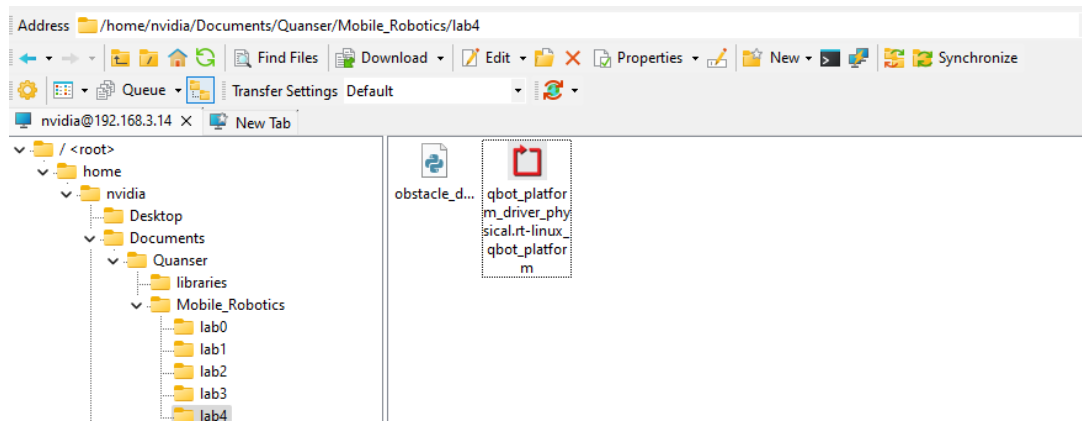 Address /home/nvidia/Documents/Quanser/Mobile_Robotics/lab4
Find Files Download Edit Properties New Synchronize
Queue Transfer Settings Default
nvidia@192.168.3.14 New Tab
/ <root>
home
nvidia
Desktop
Documents
Quanser
libraries
Mobile_Robotics
lab0
lab1
lab2
lab3
lab4
obstacle_d...
qbot_platfor
m_driver_phy
sical.rt-linux_
qbot_platfor
m